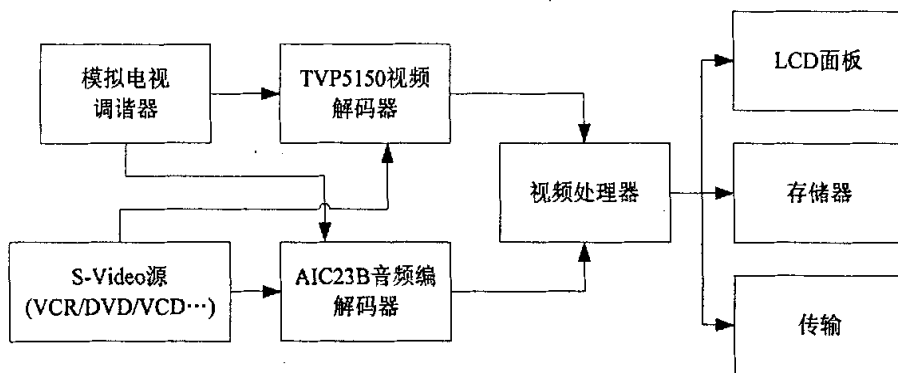 模拟电视
调谐器
TVP5150视频
解码器
LCD面板
视频处理器
存储器
S-Video源
(VCR/DVD/VCD…)
AIC23B音频编
解码器
传输